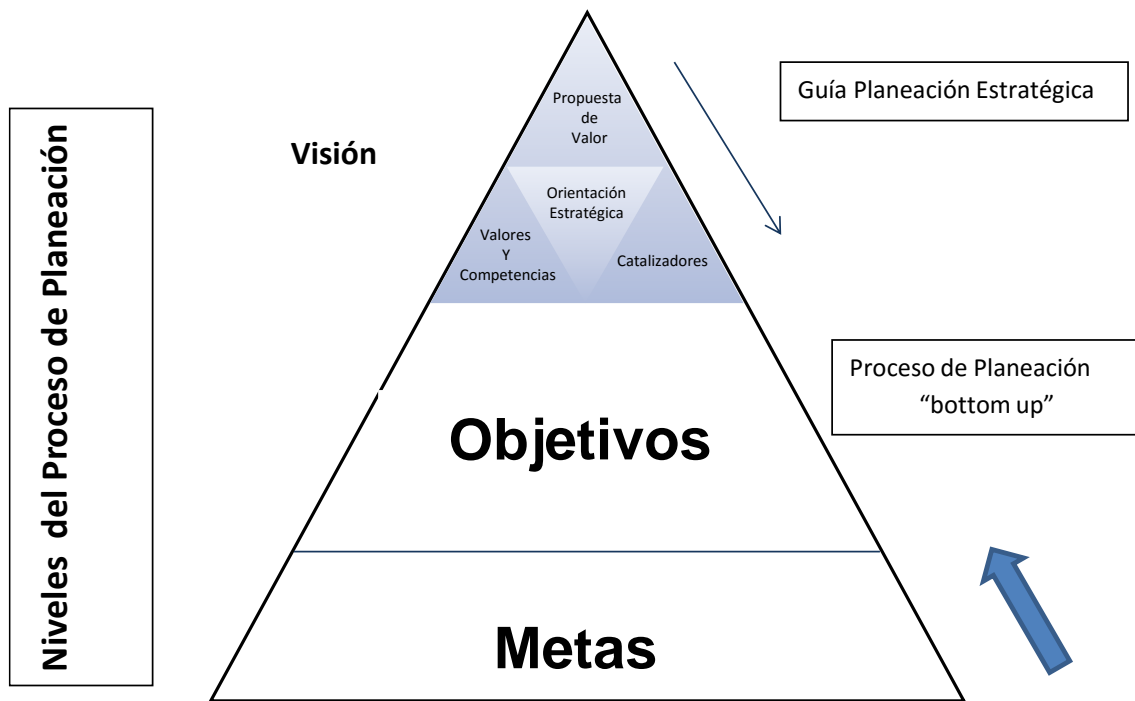 Niveles del Proceso de Planeación
Visión
Propuesta
de
Valor
Orientación
Estratégica
Valores
Y
Competencias
Catalizadores
Guía Planeación Estratégica
Proceso de Planeación
“bottom up”
Objetivos
Metas